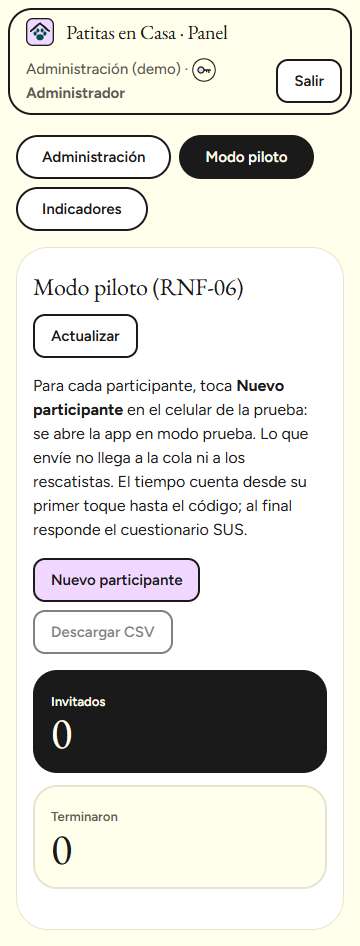 Patitas en Casa · Panel
Administración (demo) ·
Administrador
Salir
Administración
Modo piloto
Indicadores
Modo piloto (RNF-06)
Actualizar
Para cada participante, toca Nuevo
participante en el celular de la prueba:
se abre la app en modo prueba. Lo que
envíe no llega a la cola ni a los
rescatistas. El tiempo cuenta desde su
primer toque hasta el código; al final
responde el cuestionario SUS.
Nuevo participante
Descargar CSV
Invitados
0
Terminaron
0